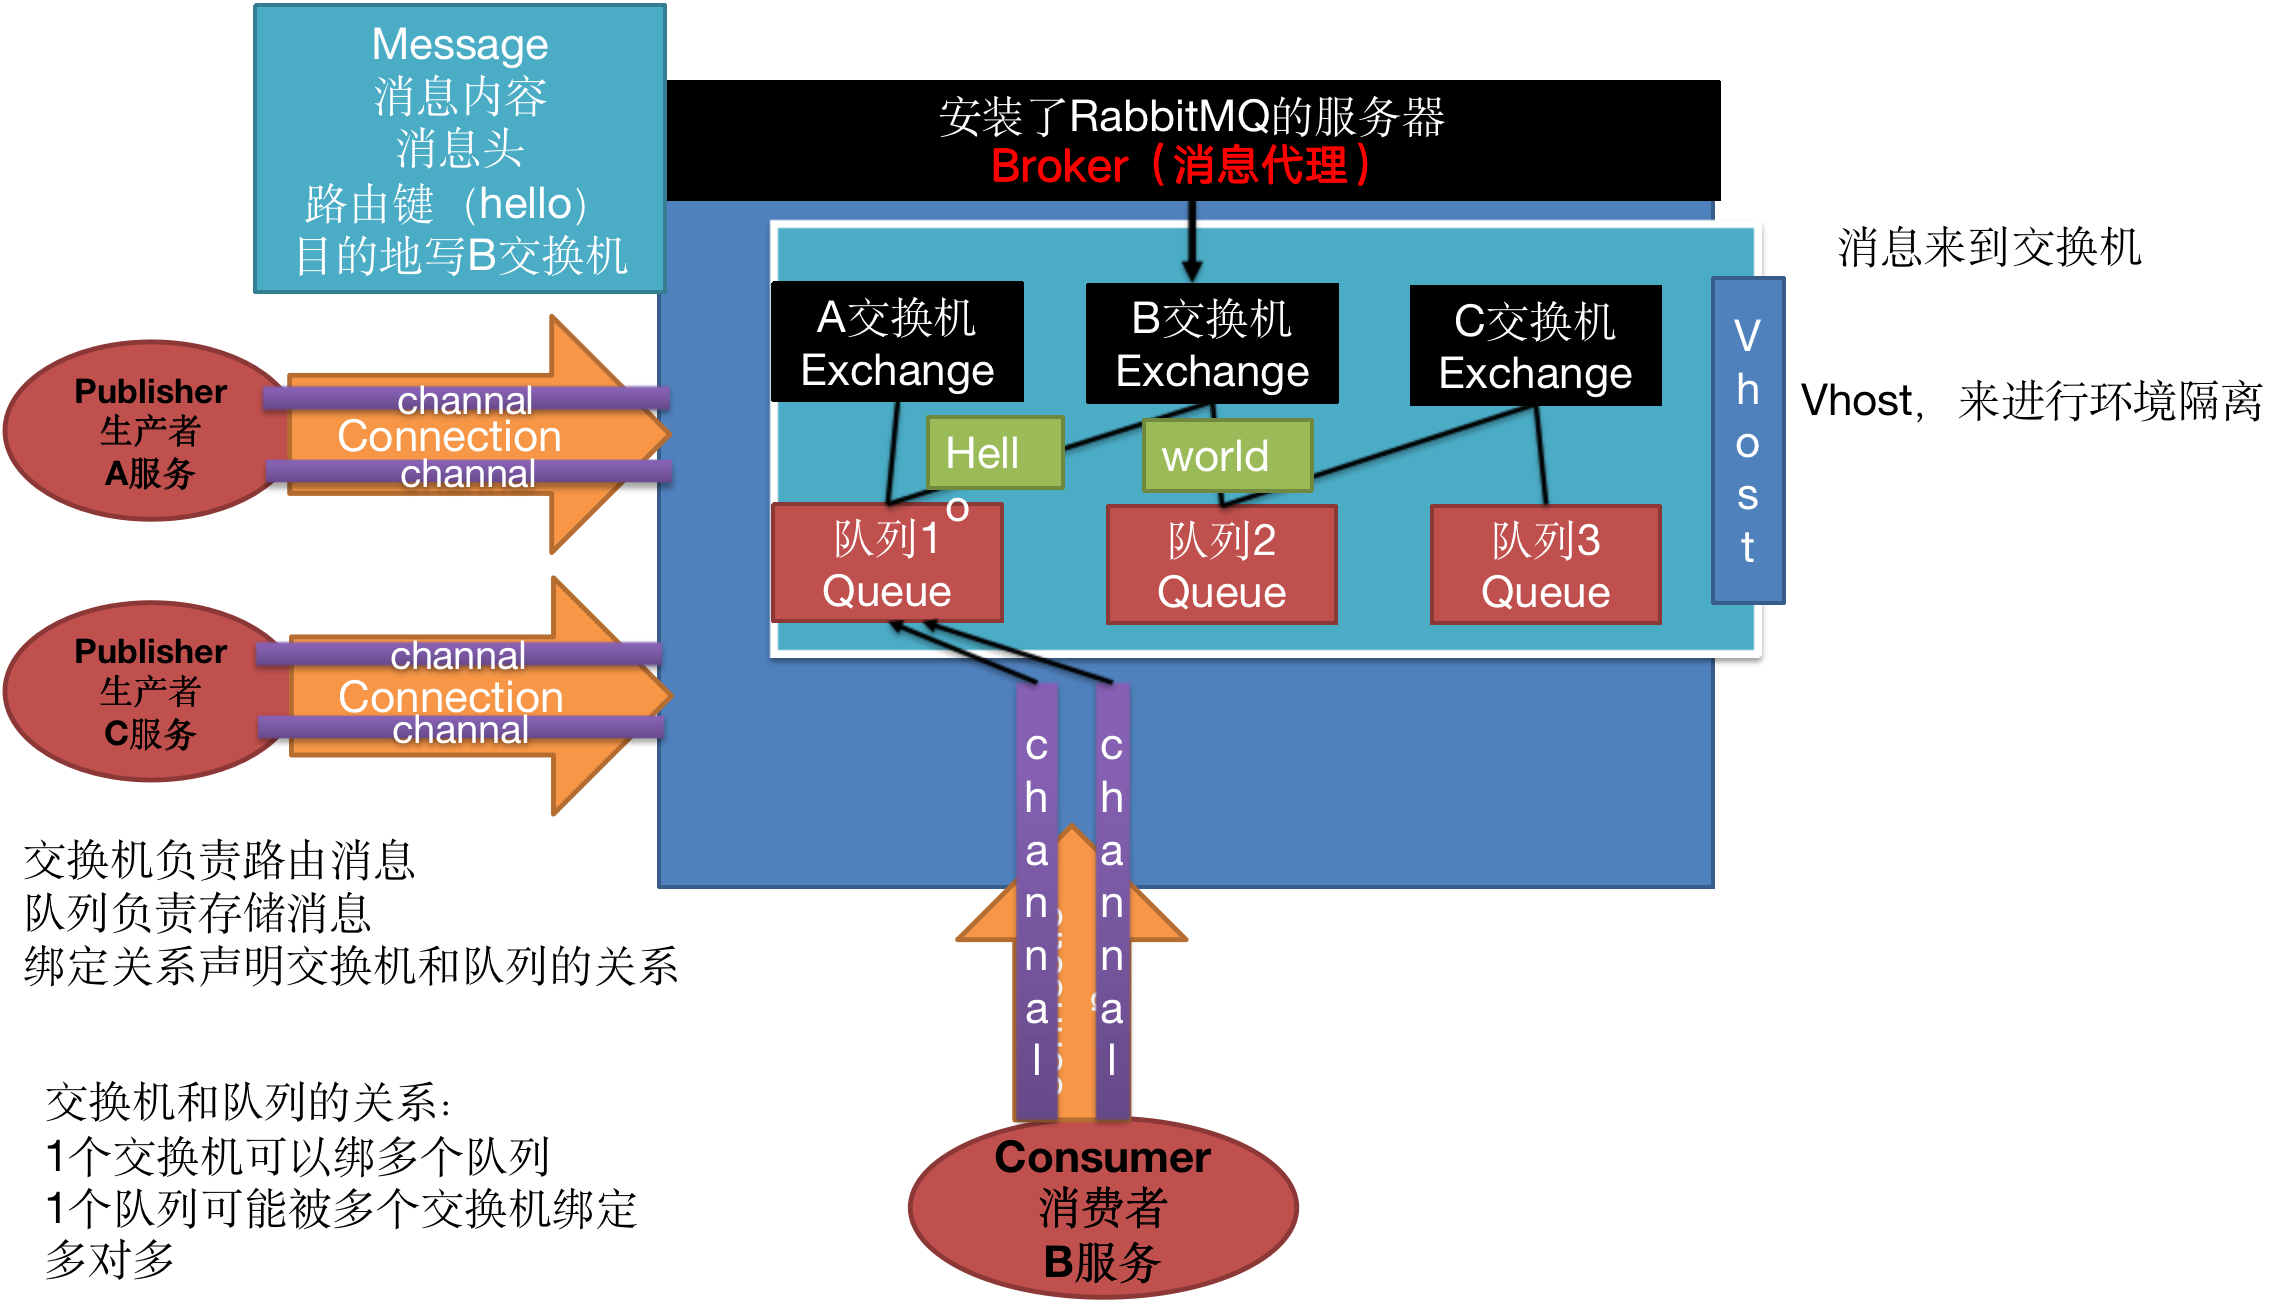 Message
消息内容
消息头
路由键（hello）
目的地写B交换机
安装了RabbitMQ的服务器
Broker（消息代理）
消息来到交换机
A交换机
Exchange
B交换机
Exchange
C交换机
Exchange
Vhost
Vhost，来进行环境隔离
Publisher
生产者
A服务
channal
Connection
channal
Hello
world
队列1
Queue
队列2
Queue
队列3
Queue
Publisher
生产者
C服务
channal
Connection
channal
channal
channal
交换机负责路由消息
队列负责存储消息
绑定关系声明交换机和队列的关系
交换机和队列的关系：
1个交换机可以绑多个队列
1个队列可能被多个交换机绑定
多对多
Consumer
消费者
B服务